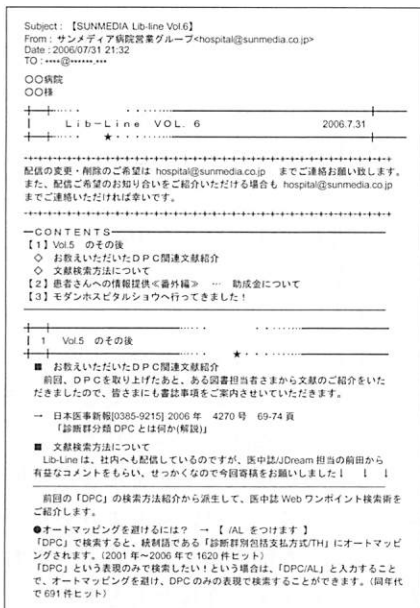 Subject : 【SUNMEDIA Lib-line Vol.6】
From : サンメディア病院営業グループ<hospital@sunmedia.co.jp>
Date : 2006/07/31 21:32
TO : ••••@••••••.•••
○○病院
○○様
Lib-Line VOL. 6 2006.7.31
★
配信の変更・削除のご希望は hospital@sunmedia.co.jp までご連絡お願い致します。
また、配信ご希望のお知り合いをご紹介いただける場合も hospital@sunmedia.co.jp
までご連絡いただければ幸いです。
―CONTENTS―
【1】Vol.5 のその後
◇ お教えいただいたDPC関連文献紹介
◇ 文献検索方法について
【2】患者さんへの情報提供≪番外編≫ … 助成金について
【3】モダンホスピタルショウへ行ってきました！
1 Vol.5 のその後
★
■ お教えいただいたDPC関連文献紹介
前回、DPCを取り上げたあと、ある図書担当者さまから文献のご紹介をいた
だきましたので、皆さまにも書誌事項をご案内させていただきます。
→ 日本医事新報[0385-9215] 2006 年 4270 号 69-74 頁
「診断群分類 DPC とは何か(解説)」
■ 文献検索方法について
Lib-Line は、社内へも配信しているのですが、医中誌/JDream 担当の前田から
有益なコメントをもらい、せっかくなので今回寄稿をお願いしました↓ ↓ ↓
前回の「DPC」の検索方法紹介から派生して、医中誌 Web ワンポイント検索術を
ご紹介します。
●オートマッピングを避けるには？ → 【 /AL をつけます 】
「DPC」で検索すると、統制語である「診断群別包括支払方式/TH」にオートマッピ
ングされます。(2001 年～2006 年で 1620 件ヒット)
「DPC」という表現のみで検索したい！という場合は、「DPC/AL」と入力すること
で、オートマッピングを避け、DPC のみの表現で検索することができます。(同年代
で 691 件ヒット)